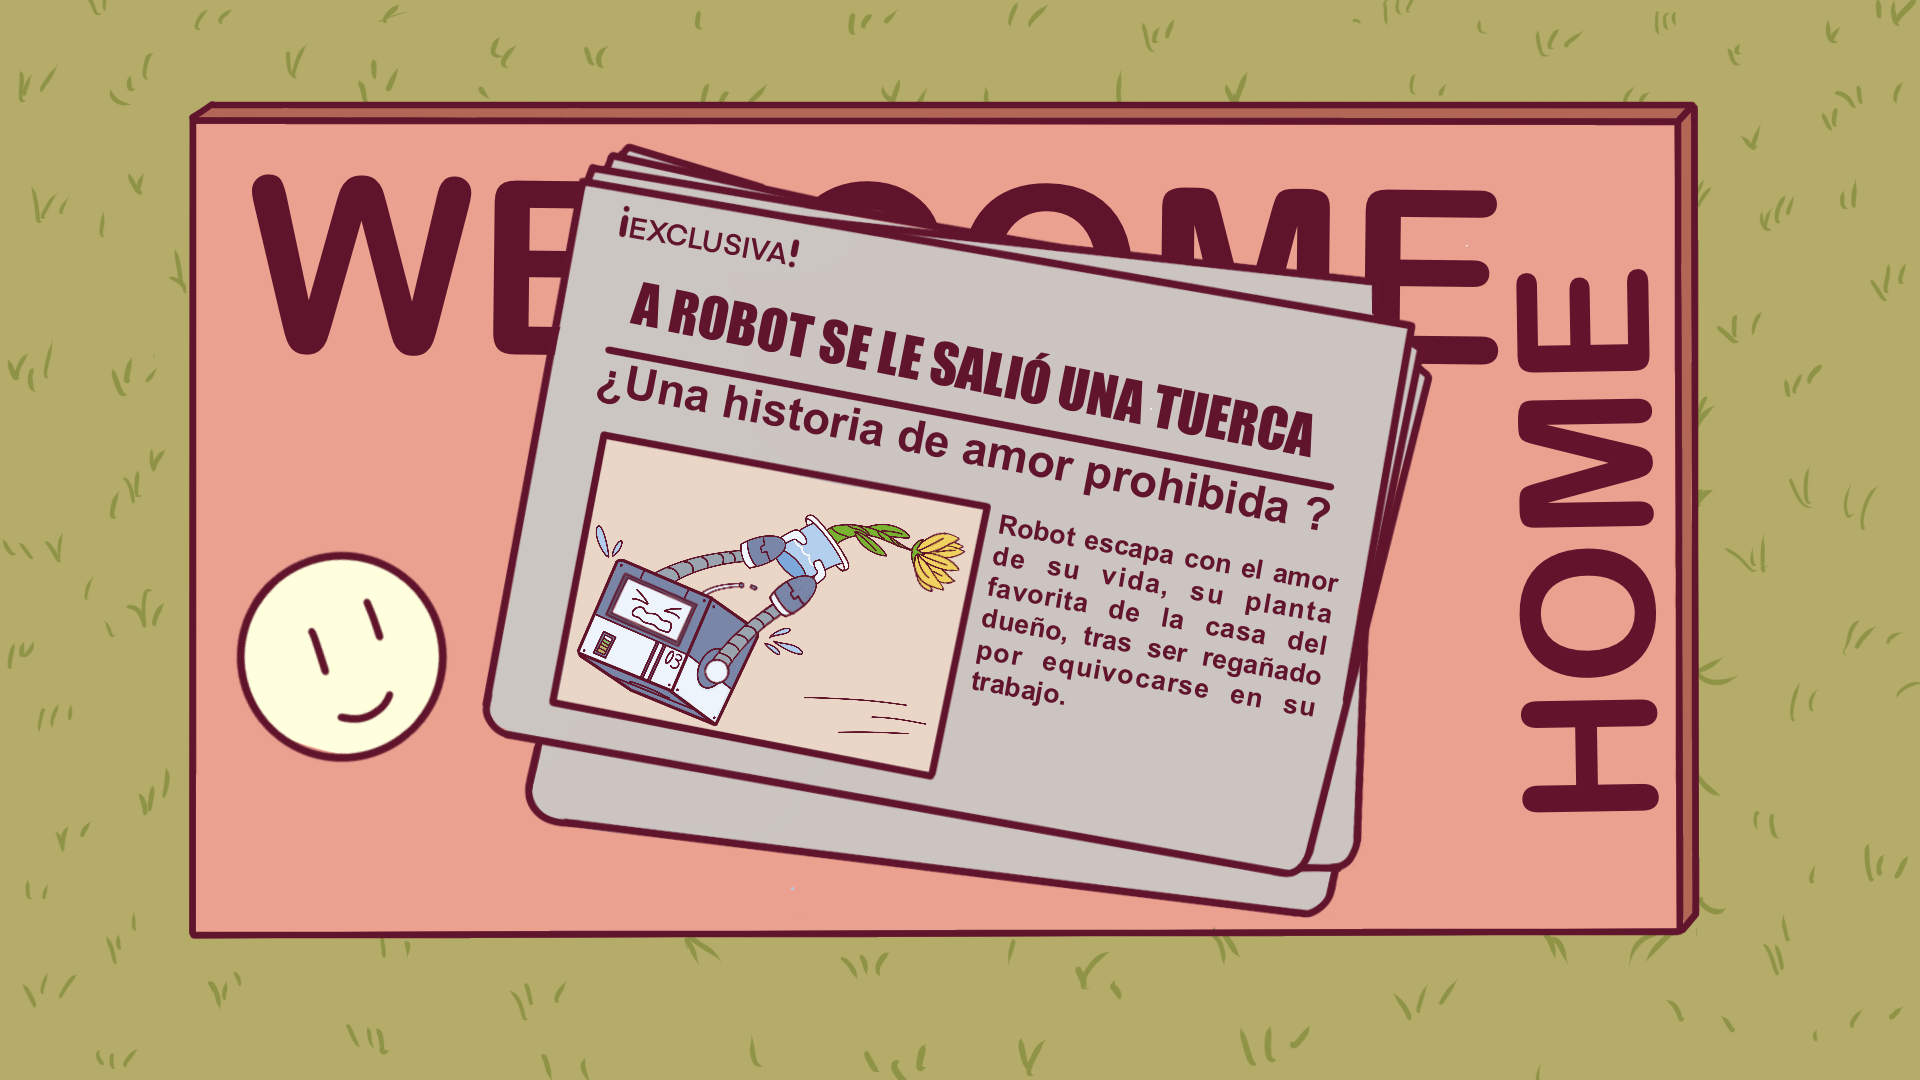 WE OME
HOME
¡EXCLUSIVA!
A ROBOT SE LE SALIÓ UNA TUERCA
¿Una historia de amor prohibida ?
03
Robot escapa con el amor
de su vida, su planta
favorita de la casa del
dueño, tras ser regañado
por equivocarse en su
trabajo.